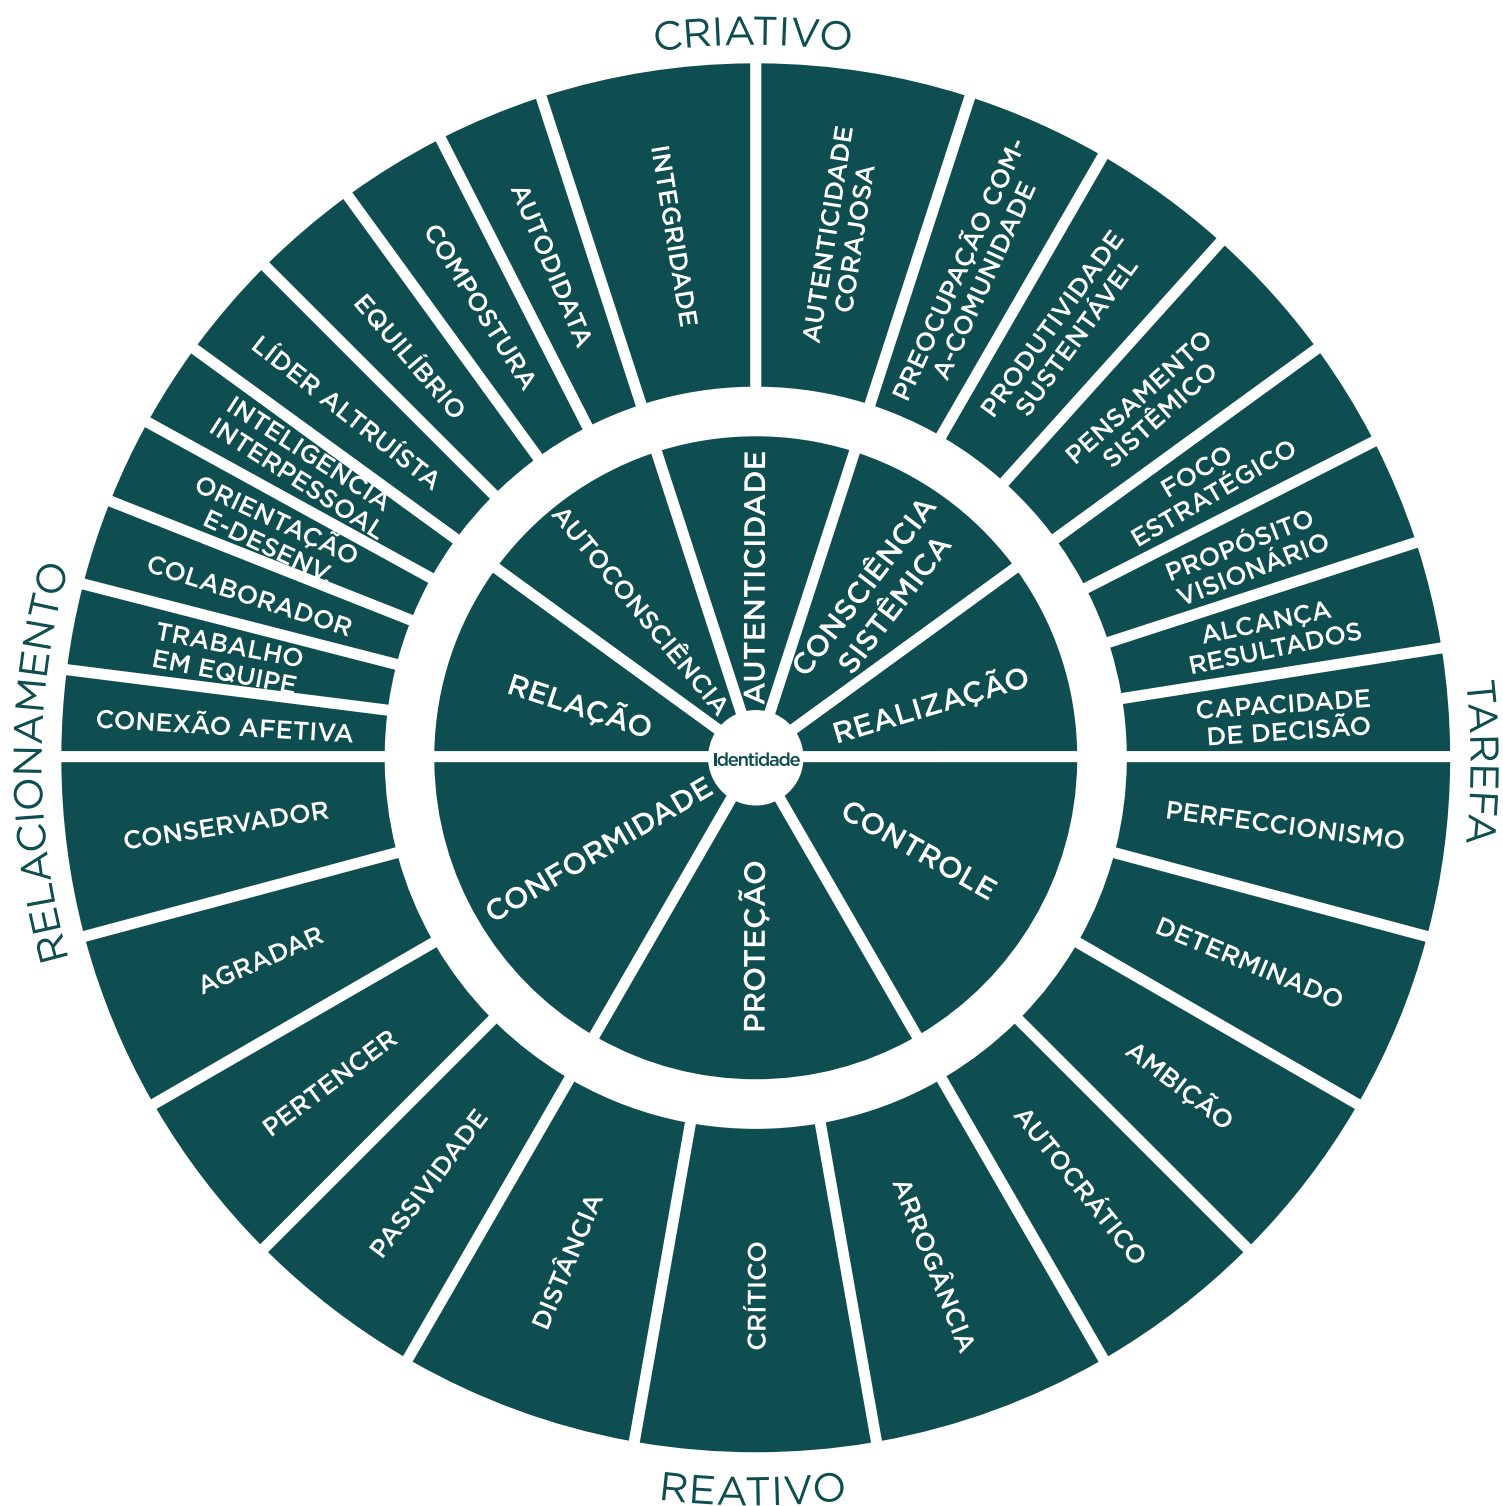 CRIATIVO
INTEGRIDADE
AUTENTICIDADE
CORAJOSA
PREOCUPAÇÃO COM-
A-COMUNIDADE
PRODUTIVIDADE
SUSTENTÁVEL
PENSAMENTO
SISTÊMICO
FOCO
ESTRATÉGICO
PROPÓSITO
VISIONÁRIO
ALCANÇA
RESULTADOS
CAPACIDADE
DE DECISÃO
TAREFA
PERFECCIONISMO
DETERMINADO
AMBIÇÃO
AUTOCRÁTICO
ARROGÂNCIA
CRÍTICO
REATIVO
DISTÂNCIA
PASSIVIDADE
PERTENCER
AGRADAR
CONSERVADOR
RELACIONAMENTO
CONEXÃO AFETIVA
TRABALHO
EM EQUIPE
COLABORADOR
ORIENTAÇÃO
E-DESENV.
INTELIGENCIA
INTERPESSOAL
LÍDER ALTRUÍSTA
EQUILÍBRIO
COMPOSTURA
AUTODIDATA
RELAÇÃO
AUTOCONSCIÊNCIA
AUTENTICIDADE
CONSCIÊNCIA
SISTÊMICA
REALIZAÇÃO
Identidade
CONTROLE
PROTEÇÃO
CONFORMIDADE